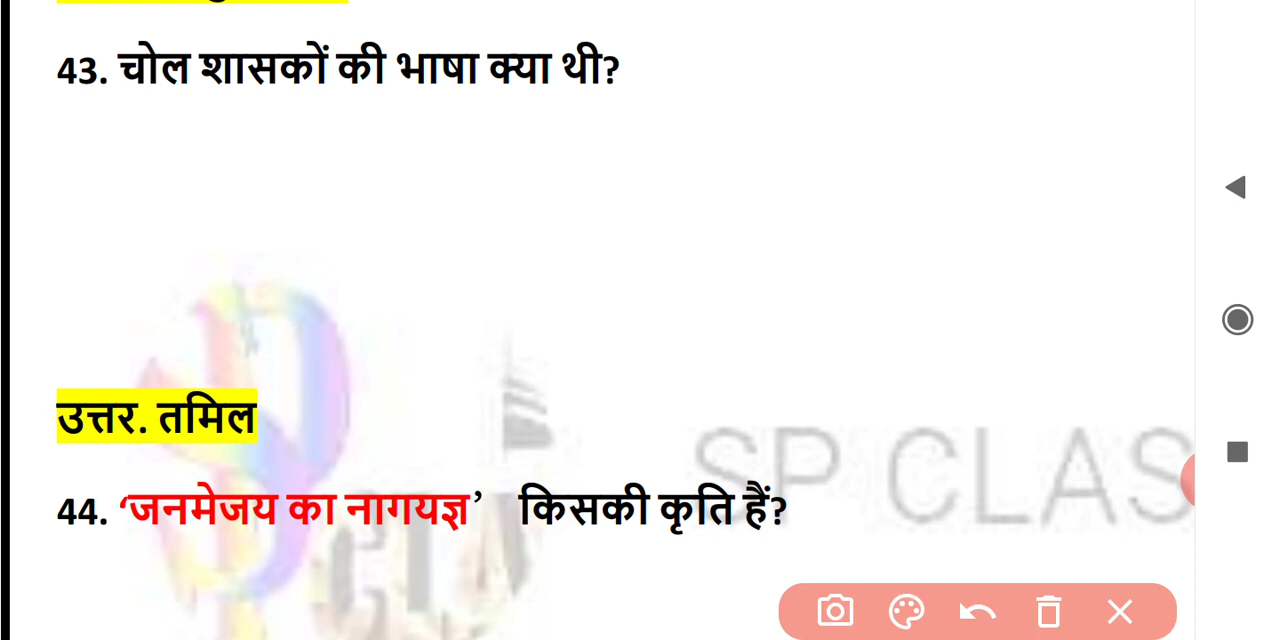 43. चोल शासकों की भाषा क्या थी?
उत्तर. तमिल
SP CLAS
44. ‘जनमेजय का नागयज्ञ’ किसकी कृति हैं?